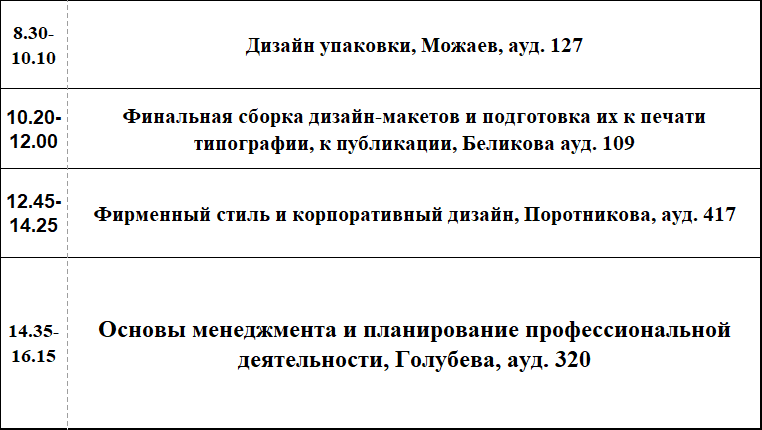 8.30-
10.10
Дизайн упаковки, Можаев, ауд. 127
10.20-
12.00
Финальная сборка дизайн-макетов и подготовка их к печати
типографии, к публикации, Беликова ауд. 109
12.45-
14.25
Фирменный стиль и корпоративный дизайн, Поротникова, ауд. 417
14.35-
16.15
Основы менеджмента и планирование профессиональной
деятельности, Голубева, ауд. 320